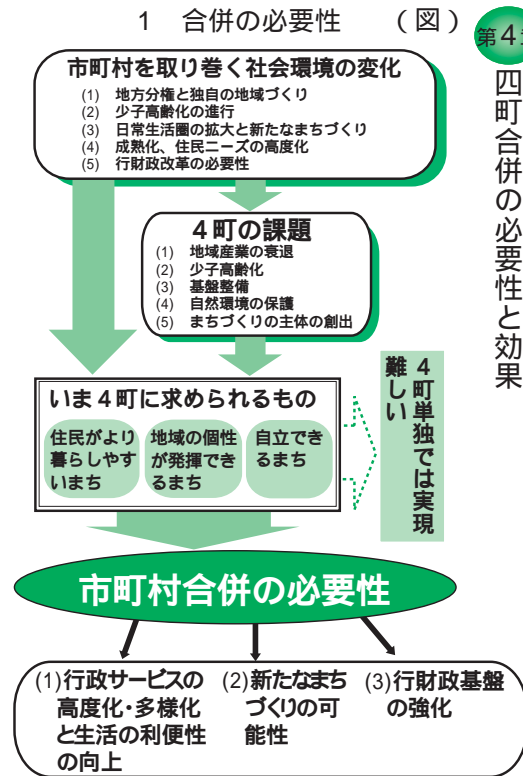 1 合併の必要性 (図)
第4
四町合併の必要性と効果
市町村を取り巻く社会環境の変化
(1) 地方分権と独自の地域づくり
(2) 少子高齢化の進行
(3) 日常生活圏の拡大と新たなまちづくり
(4) 成熟化、住民ニーズの高度化
(5) 行財政改革の必要性
4町の課題
(1) 地域産業の衰退
(2) 少子高齢化
(3) 基盤整備
(4) 自然環境の保護
(5) まちづくりの主体の創出
いま4町に求められるもの
住民がより
暮らしやす
いまち
地域の個性
が発揮でき
るまち
自立でき
るまち
4町単独では実現
難しい
市町村合併の必要性
(1)行政サービスの
高度化・多様化
と生活の利便性
の向上
(2)新たなまち
づくりの可
能性
(3)行財政基盤
の強化